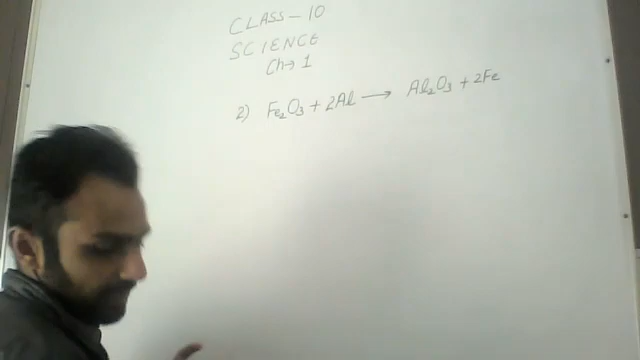 CLASS - 10
SCIENCE
Ch → 1
2) Fe₂O₃ + 2Al → Al₂O₃ + 2Fe